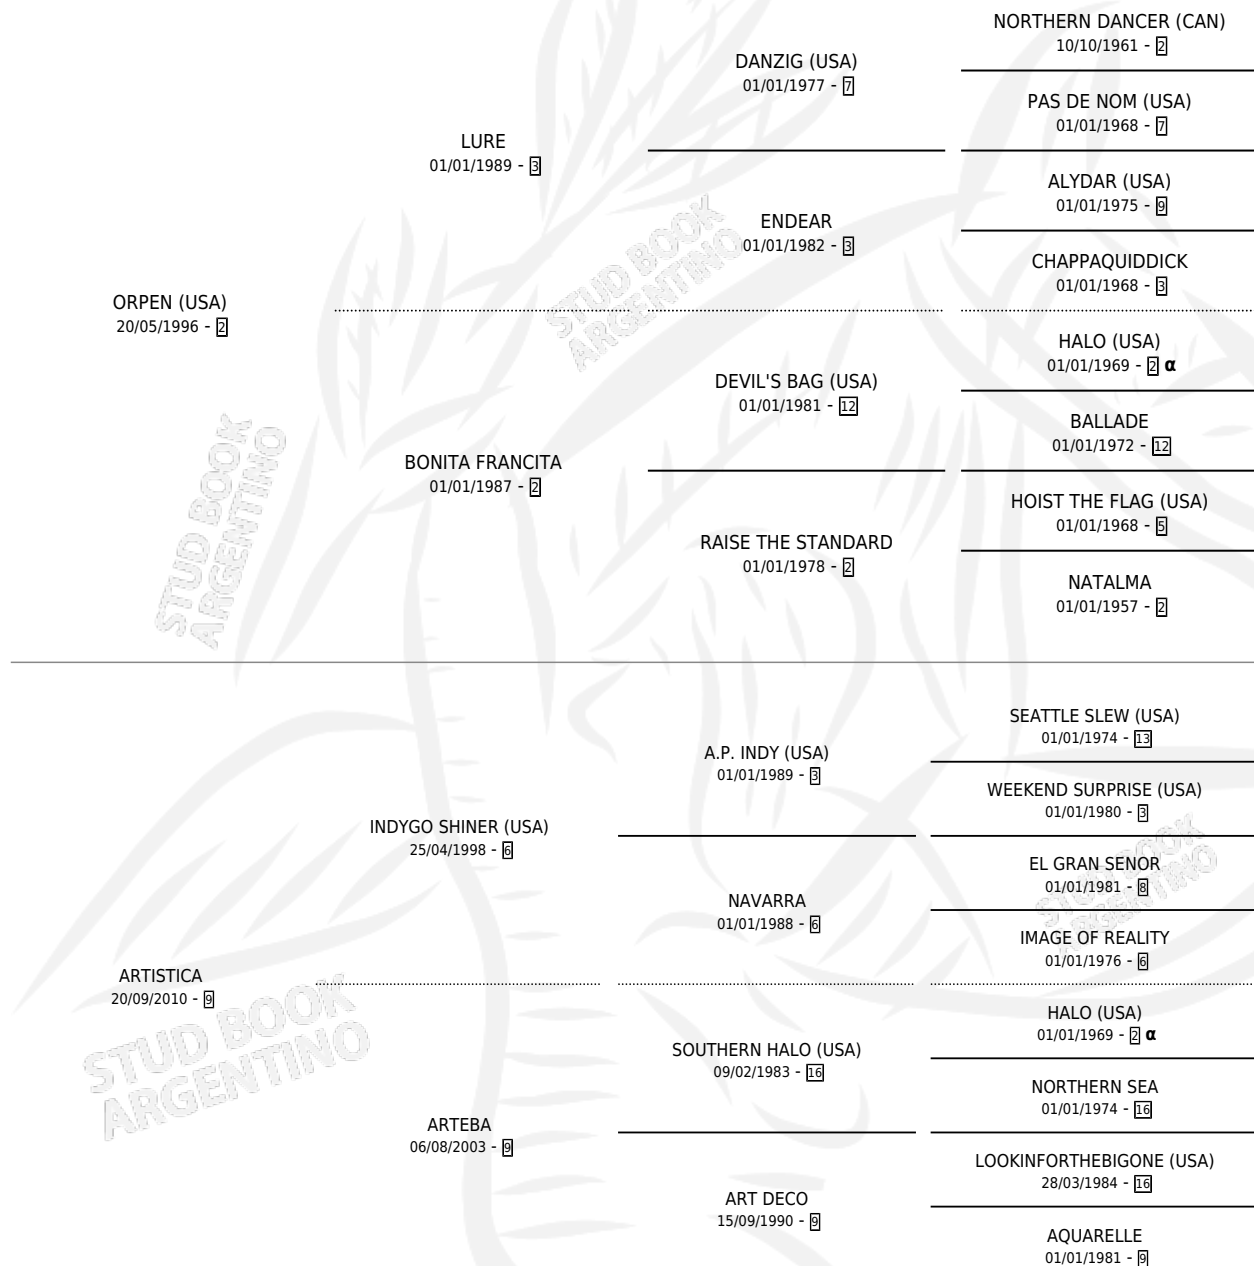 NORTHERN DANCER (CAN)
10/10/1961 - 2
DANZIG (USA)
01/01/1977 - 7
PAS DE NOM (USA)
01/01/1968 - 7
LURE
01/01/1989 - 3
ALYDAR (USA)
01/01/1975 - 9
ENDEAR
01/01/1982 - 3
CHAPPAQUIDDICK
01/01/1968 - 3
ORPEN (USA)
20/05/1996 - 2
HALO (USA)
01/01/1969 - 2 α
DEVIL'S BAG (USA)
01/01/1981 - 12
BALLADE
01/01/1972 - 12
BONITA FRANCITA
01/01/1987 - 2
HOIST THE FLAG (USA)
01/01/1968 - 5
RAISE THE STANDARD
01/01/1978 - 2
NATALMA
01/01/1957 - 2
SEATTLE SLEW (USA)
01/01/1974 - 13
A.P. INDY (USA)
01/01/1989 - 3
WEEKEND SURPRISE (USA)
01/01/1980 - 3
INDYGO SHINER (USA)
25/04/1998 - 6
EL GRAN SENOR
01/01/1981 - 8
NAVARRA
01/01/1988 - 6
IMAGE OF REALITY
01/01/1976 - 6
ARTISTICA
20/09/2010 - 9
HALO (USA)
01/01/1969 - 2 α
SOUTHERN HALO (USA)
09/02/1983 - 16
NORTHERN SEA
01/01/1974 - 16
ARTEBA
06/08/2003 - 9
LOOKINFORTHEBIGONE (USA)
28/03/1984 - 16
ART DECO
15/09/1990 - 9
AQUARELLE
01/01/1981 - 9
STUD BOOK
ARGENTINO
STUD BOOK
ARGENTINO
STUD BOOK
ARGENTINO
STUD BOOK
ARGENTINO